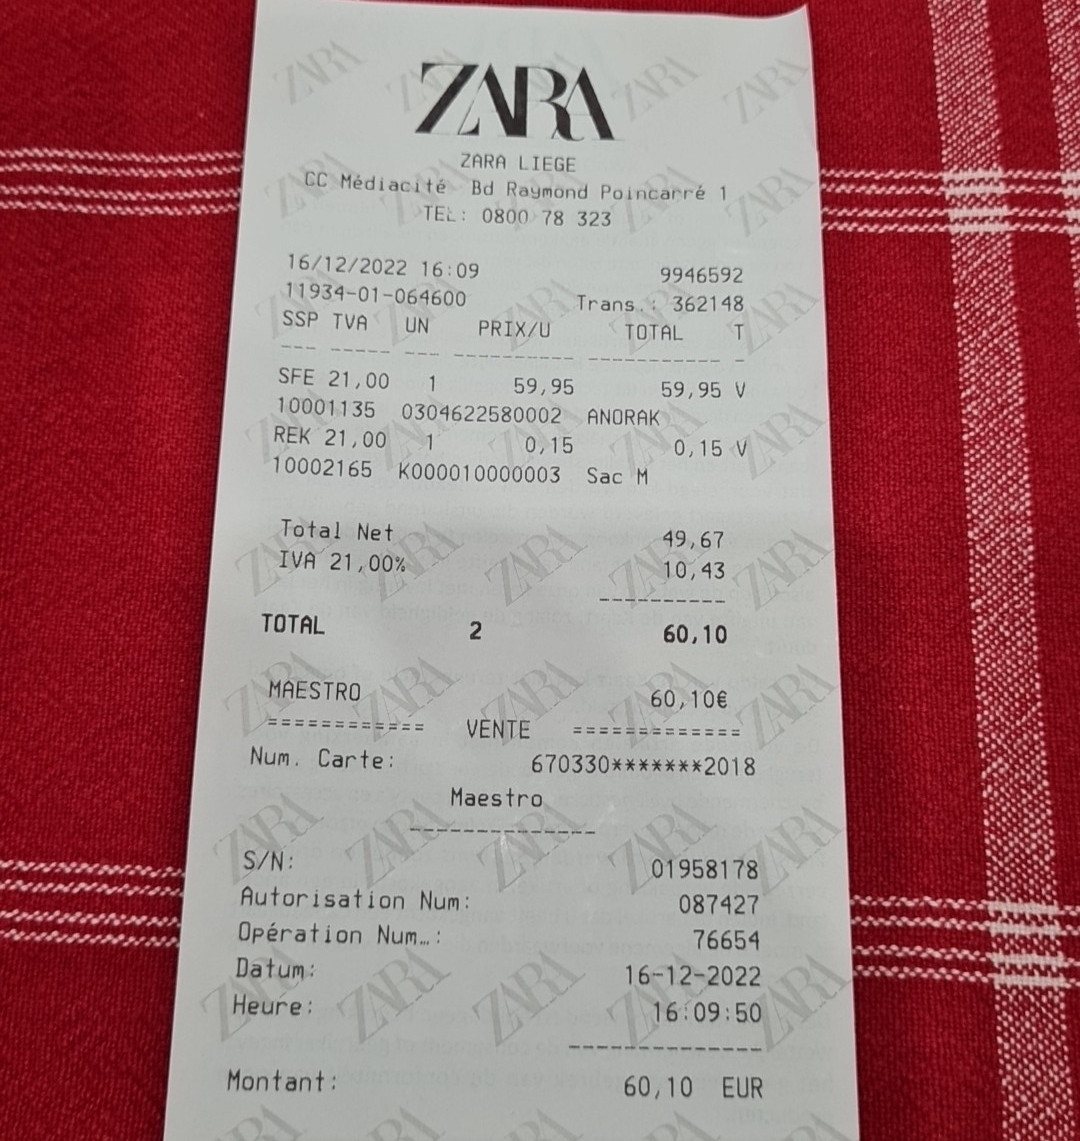 ZARA
ZARA LIEGE
CC Médiacité Bd Raymond Poincarré 1
TEL: 0800 78 323
16/12/2022 16:09 9946592
11934-01-064600 Trans.: 362148
SSP TVA UN PRIX/U TOTAL T
SFE 21,00 1 59,95 59,95 V
10001135 0304622580002 ANORAK
REK 21,00 1 0,15 0,15 V
10002165 K000010000003 Sac M
Total Net 49,67
IVA 21,00% 10,43
TOTAL 2 60,10
MAESTRO 60,10€
============ VENTE =============
Num. Carte: 670330*******2018
Maestro
S/N: 01958178
Autorisation Num: 087427
Opération Num…: 76654
Datum: 16-12-2022
Heure: 16:09:50
Montant: 60,10 EUR